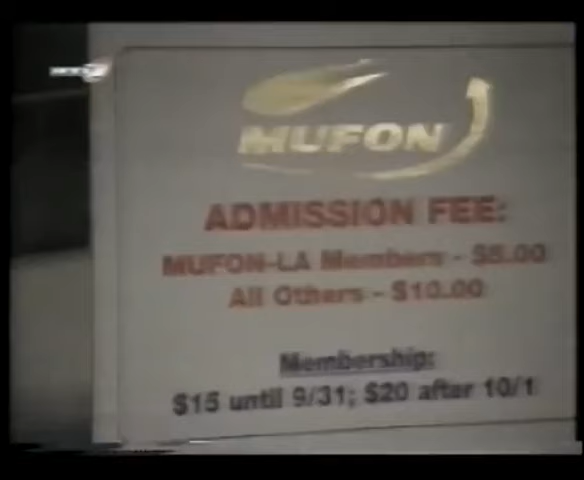 MUFON
ADMISSION FEE:
MUFON-LA Members - $5.00
All Others - $10.00
Membership:
$15 until 9/31; $20 after 10/1